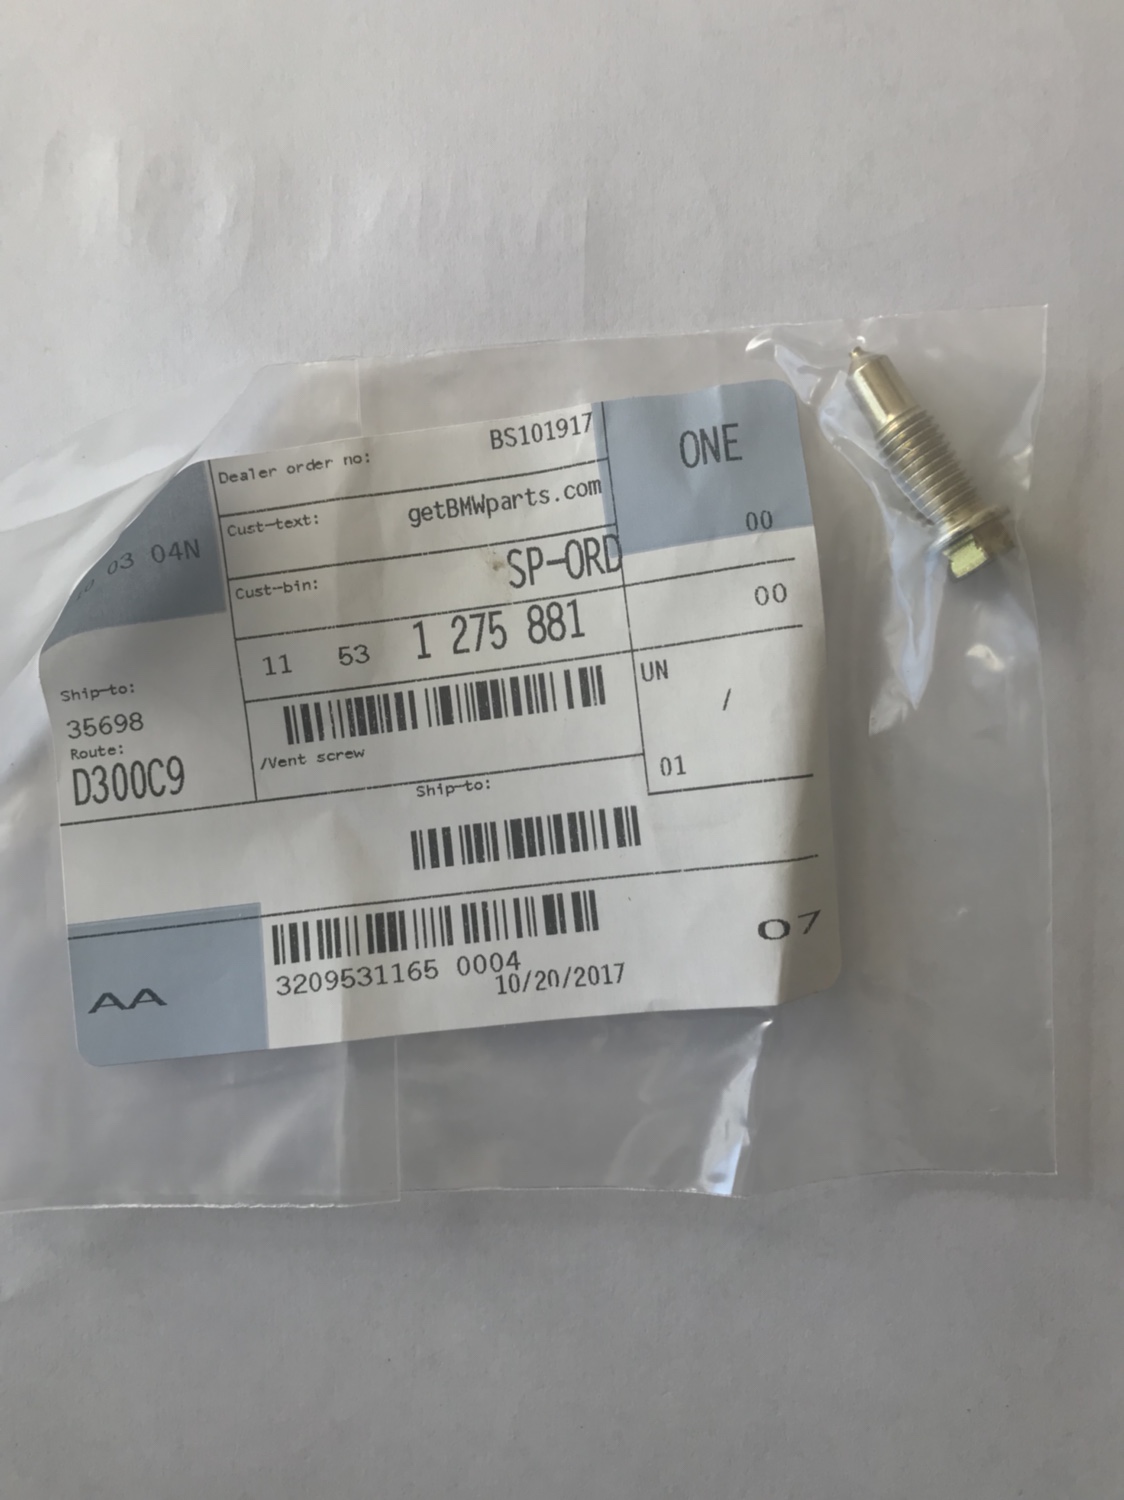 Dealer order no: BS101917
ONE
Cust-text: getBMWparts.com
00
03 04N
Cust-bin: SP-ORD
00
11 53 1 275 881
UN
/
01
Ship-to:
35698
Route:
D300C9
/Vent screw
Ship-to:
3209531165 0004
10/20/2017
07
AA